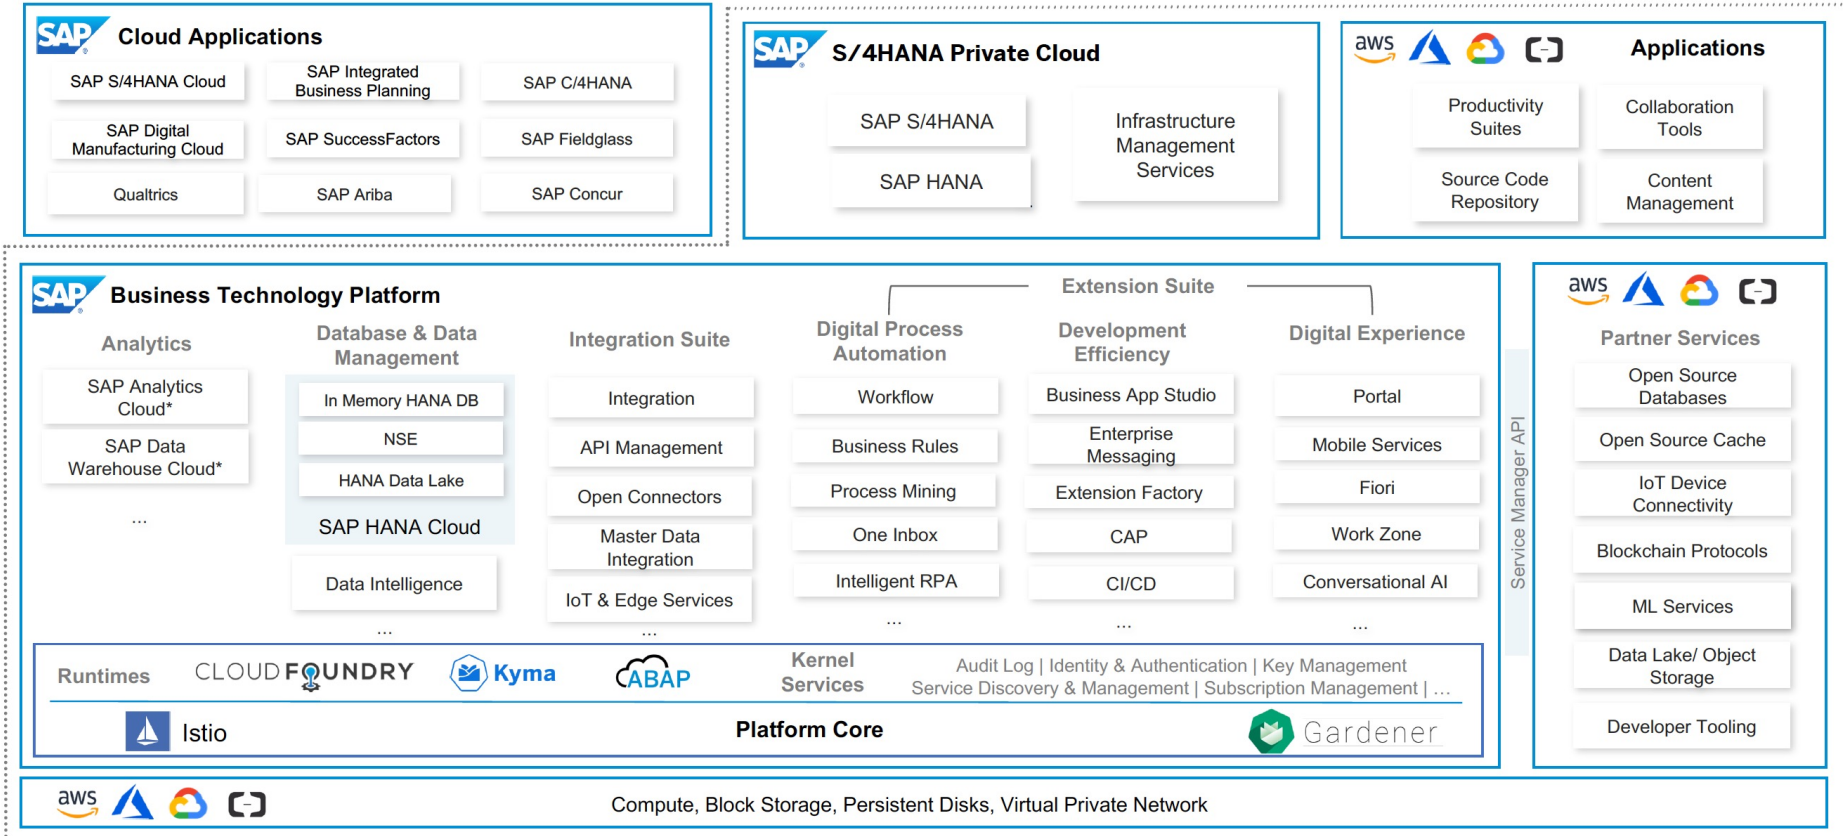 SAP
Cloud Applications
SAP S/4HANA Cloud
SAP Integrated
Business Planning
SAP C/4HANA
SAP Digital
Manufacturing Cloud
SAP SuccessFactors
SAP Fieldglass
Qualtrics
SAP Ariba
SAP Concur
SAP
S/4HANA Private Cloud
SAP S/4HANA
SAP HANA
Infrastructure
Management
Services
aws
Applications
Productivity
Suites
Collaboration
Tools
Source Code
Repository
Content
Management
SAP
Business Technology Platform
Analytics
SAP Analytics
Cloud*
SAP Data
Warehouse Cloud*
...
Database & Data
Management
In Memory HANA DB
NSE
HANA Data Lake
SAP HANA Cloud
Data Intelligence
...
Integration Suite
Integration
API Management
Open Connectors
Master Data
Integration
IoT & Edge Services
...
Extension Suite
Digital Process
Automation
Workflow
Business Rules
Process Mining
One Inbox
Intelligent RPA
...
Development
Efficiency
Business App Studio
Enterprise
Messaging
Extension Factory
CAP
CI/CD
...
Digital Experience
Portal
Mobile Services
Fiori
Work Zone
Conversational AI
...
Service Manager API
aws
Partner Services
Open Source
Databases
Open Source Cache
IoT Device
Connectivity
Blockchain Protocols
ML Services
Data Lake/ Object
Storage
Developer Tooling
Runtimes
CLOUD FOUNDRY
Kyma
ABAP
Kernel
Services
Audit Log | Identity & Authentication | Key Management
Service Discovery & Management | Subscription Management | ...
Istio
Platform Core
Gardener
aws
Compute, Block Storage, Persistent Disks, Virtual Private Network